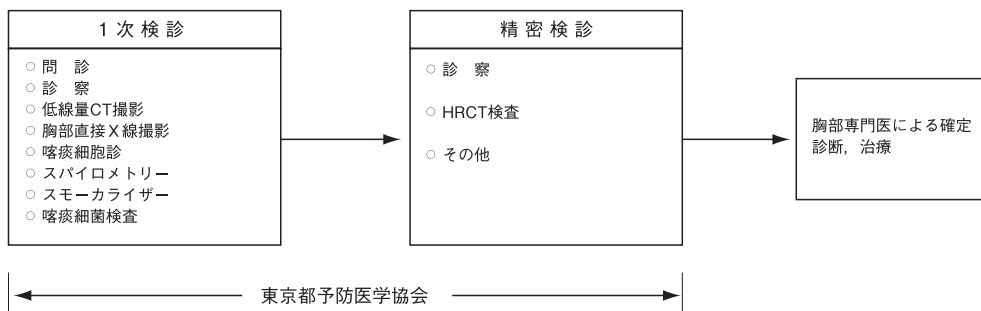 1次検診
○ 問　診
○ 診　察
○ 低線量CT撮影
○ 胸部直接X線撮影
○ 喀痰細胞診
○ スパイロメトリー
○ スモーカライザー
○ 喀痰細菌検査
精密検診
○ 診　察
○ HRCT検査
○ その他
胸部専門医による確定
診断，治療
東京都予防医学協会